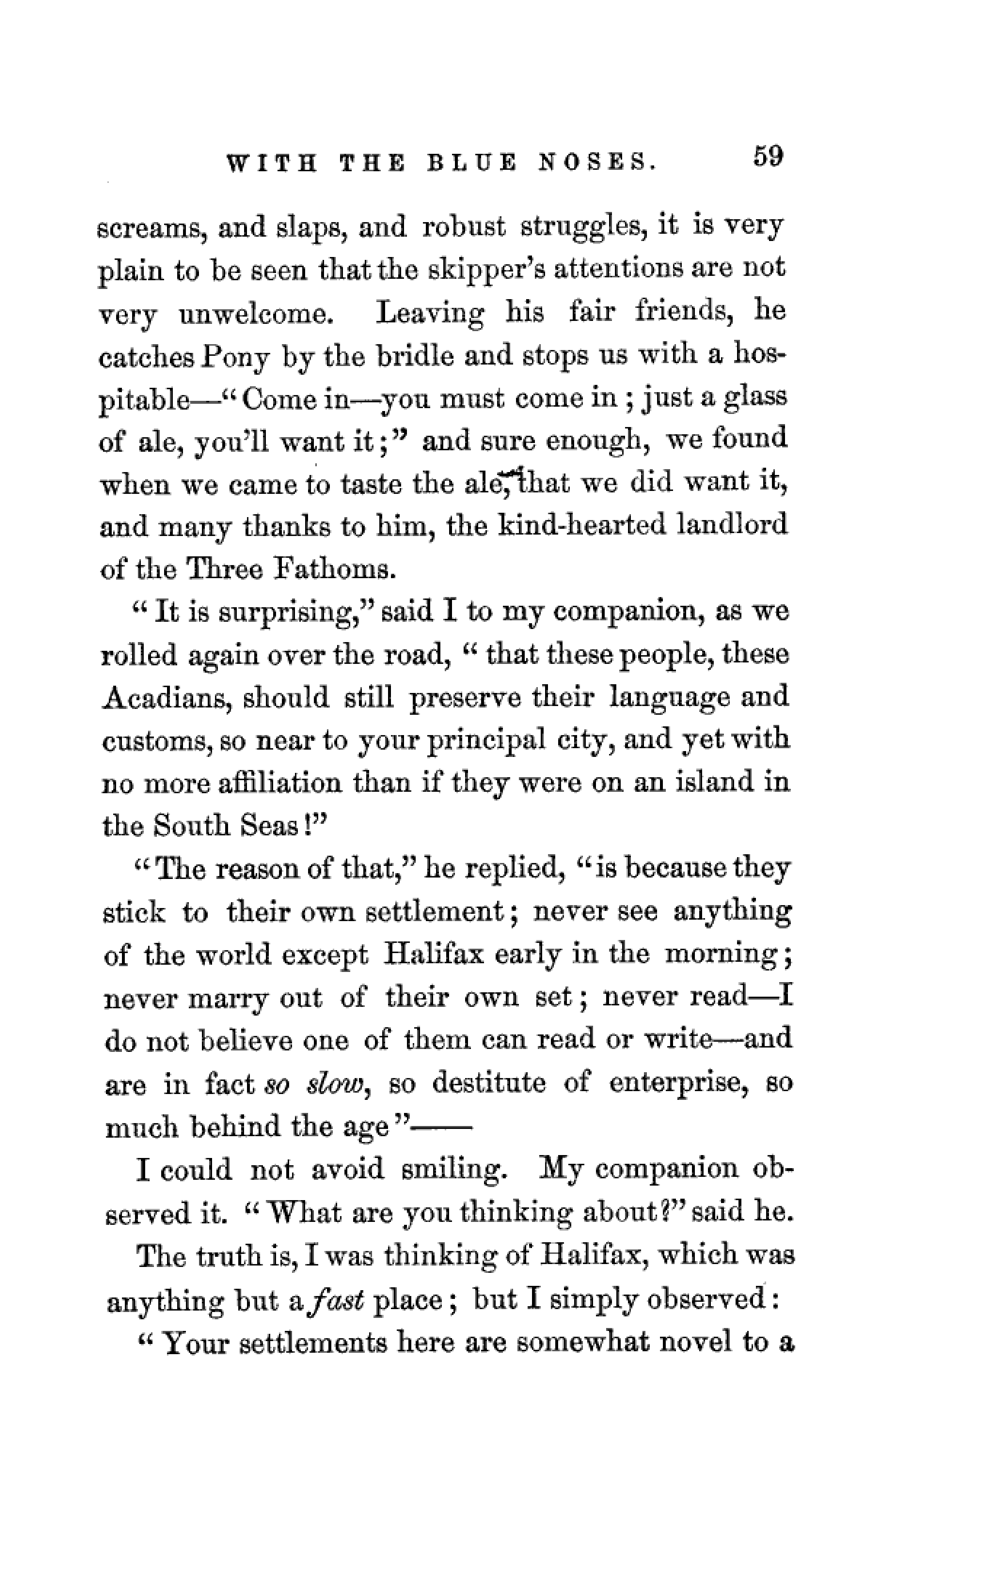 WITH THE BLUE NOSES. 59
screams, and slaps, and robust struggles, it is very
plain to be seen that the skipper's attentions are not
very unwelcome. Leaving his fair friends, he
catches Pony by the bridle and stops us with a hos-
pitable—“Come in—you must come in; just a glass
of ale, you'll want it;” and sure enough, we found
when we came to taste the ale, that we did want it,
and many thanks to him, the kind-hearted landlord
of the Three Fathoms.
“It is surprising,” said I to my companion, as we
rolled again over the road, “that these people, these
Acadians, should still preserve their language and
customs, so near to your principal city, and yet with
no more affiliation than if they were on an island in
the South Seas!”
“The reason of that,” he replied, “is because they
stick to their own settlement; never see anything
of the world except Halifax early in the morning;
never marry out of their own set; never read—I
do not believe one of them can read or write—and
are in fact so slow, so destitute of enterprise, so
much behind the age”——
I could not avoid smiling. My companion ob-
served it. “What are you thinking about?” said he.
The truth is, I was thinking of Halifax, which was
anything but a fast place; but I simply observed:
“Your settlements here are somewhat novel to a